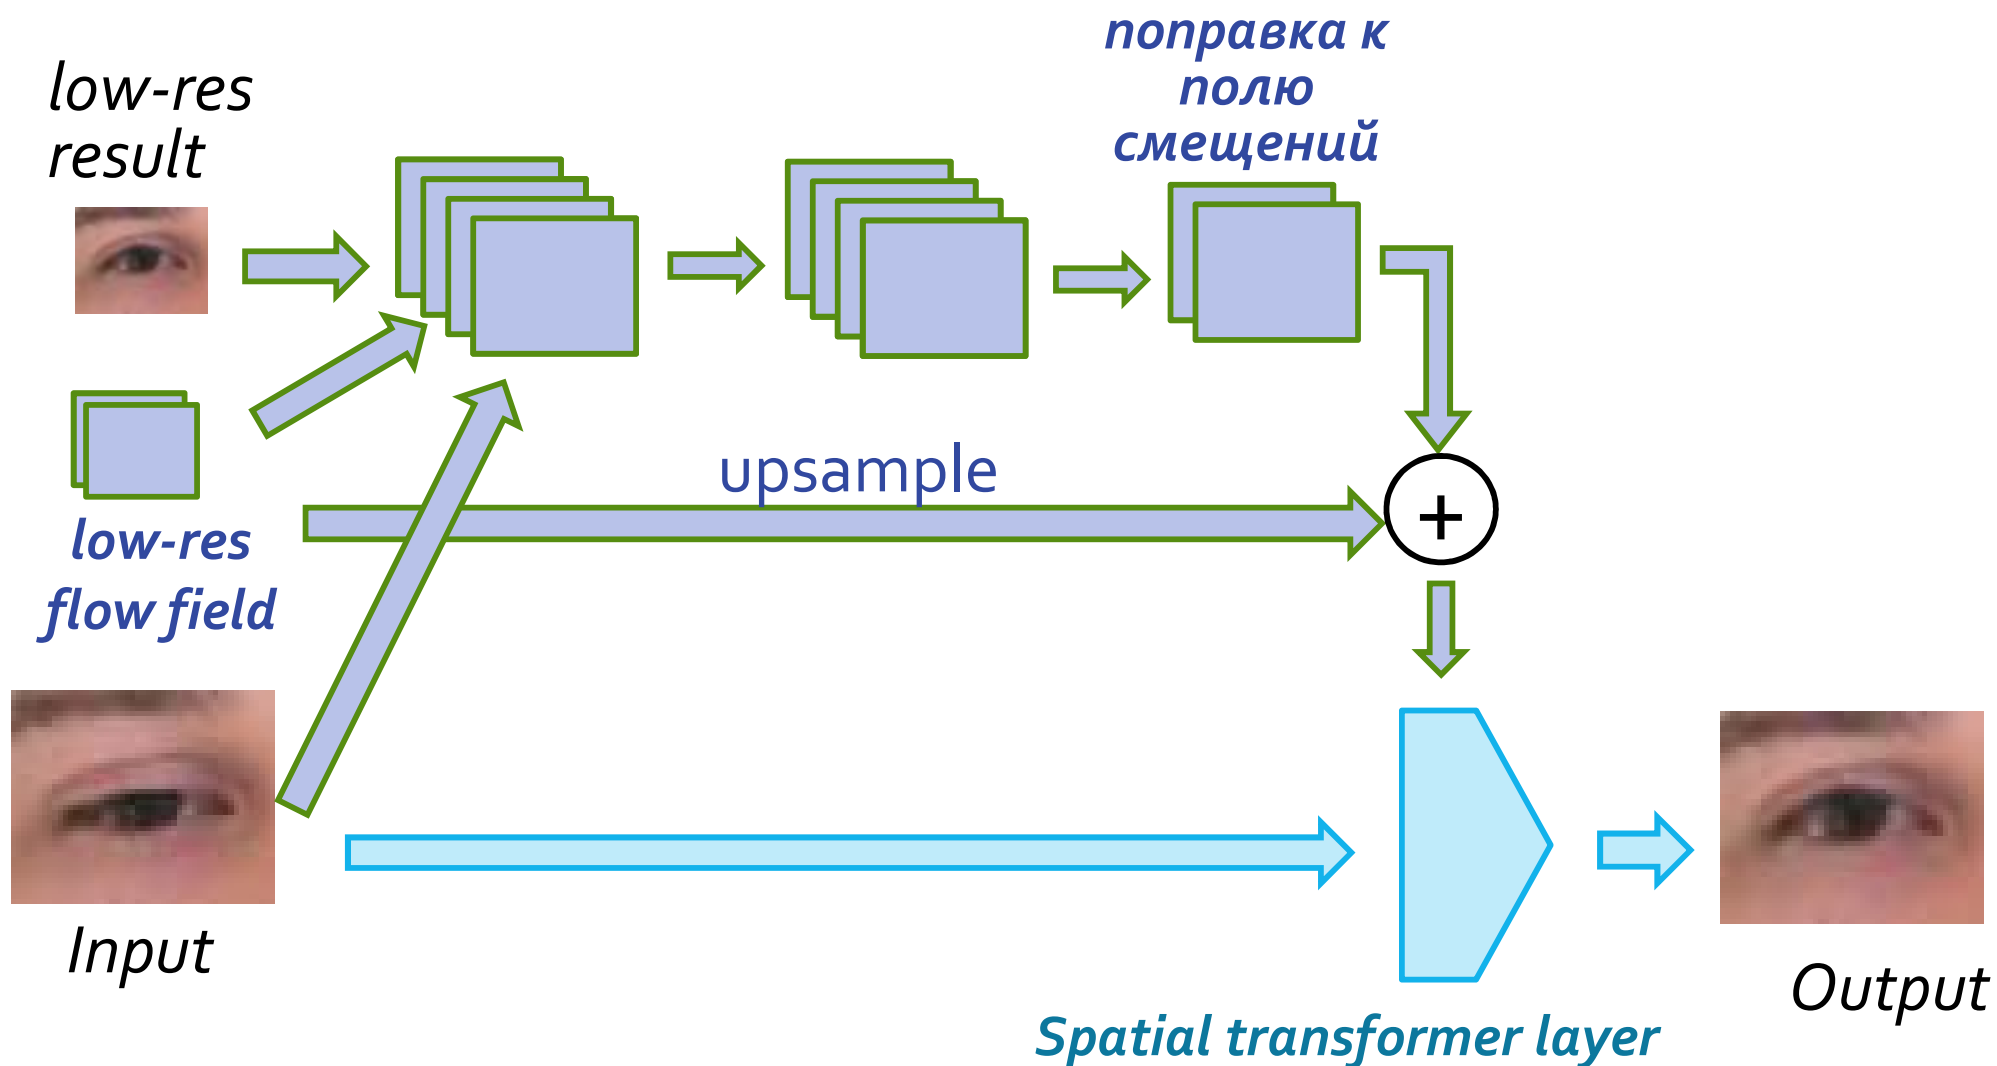 поправка к
полю
смещений
low-res
result
upsample
+
low-res
flow field
Input
Output
Spatial transformer layer